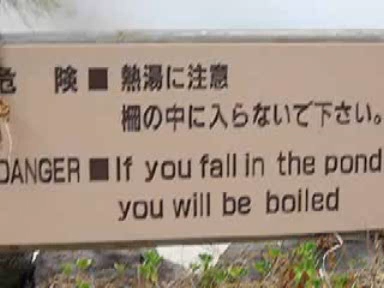 危 険 ■ 熱湯に注意
柵の中に入らないで下さい。
DANGER ■ If you fall in the pond
you will be boiled